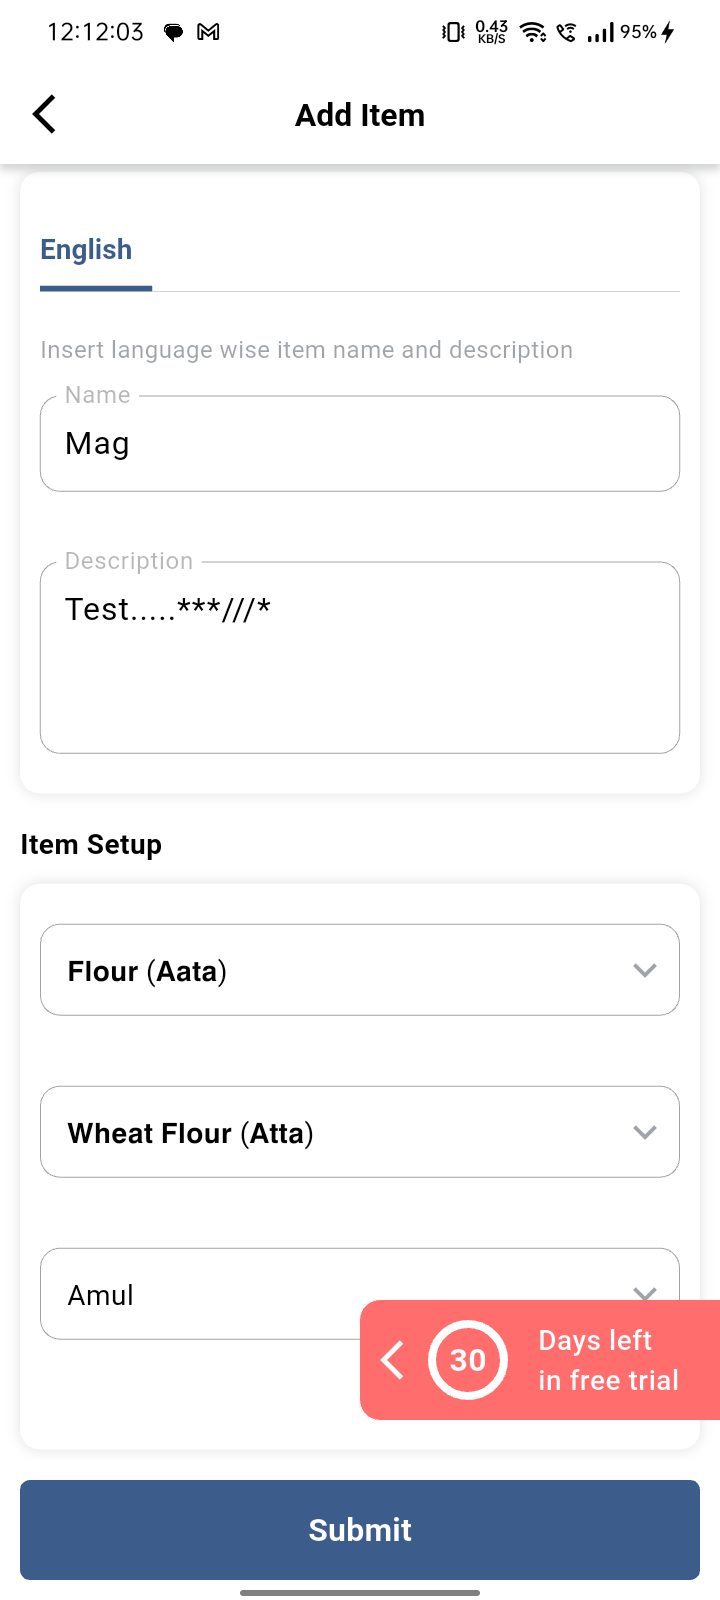 12:12:03
0.43
KB/S
95%
Add Item
English
Insert language wise item name and description
Name
Mag
Description
Test.....***///*
Item Setup
Flour (Aata)
Wheat Flour (Atta)
Amul
30
Days left
in free trial
Submit